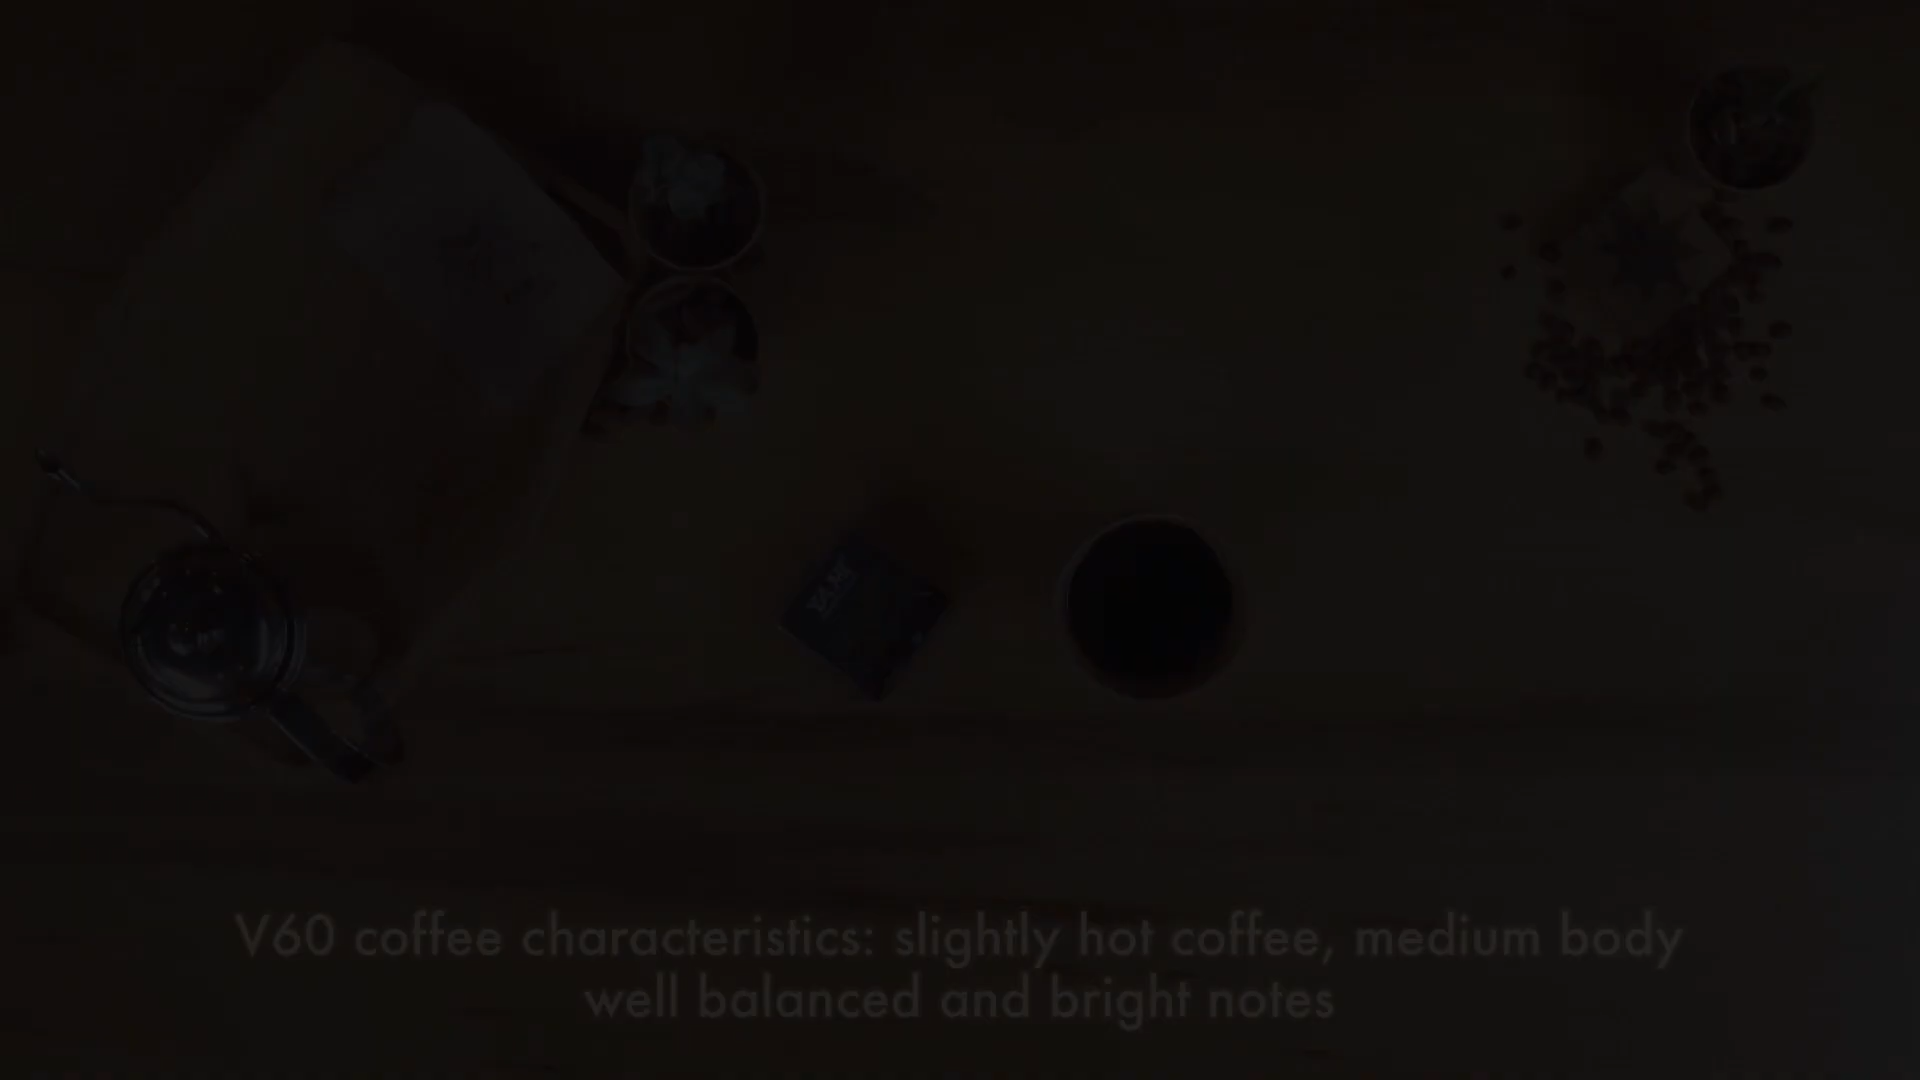 V60 coffee characteristics: slightly hot coffee, medium body
well balanced and bright notes